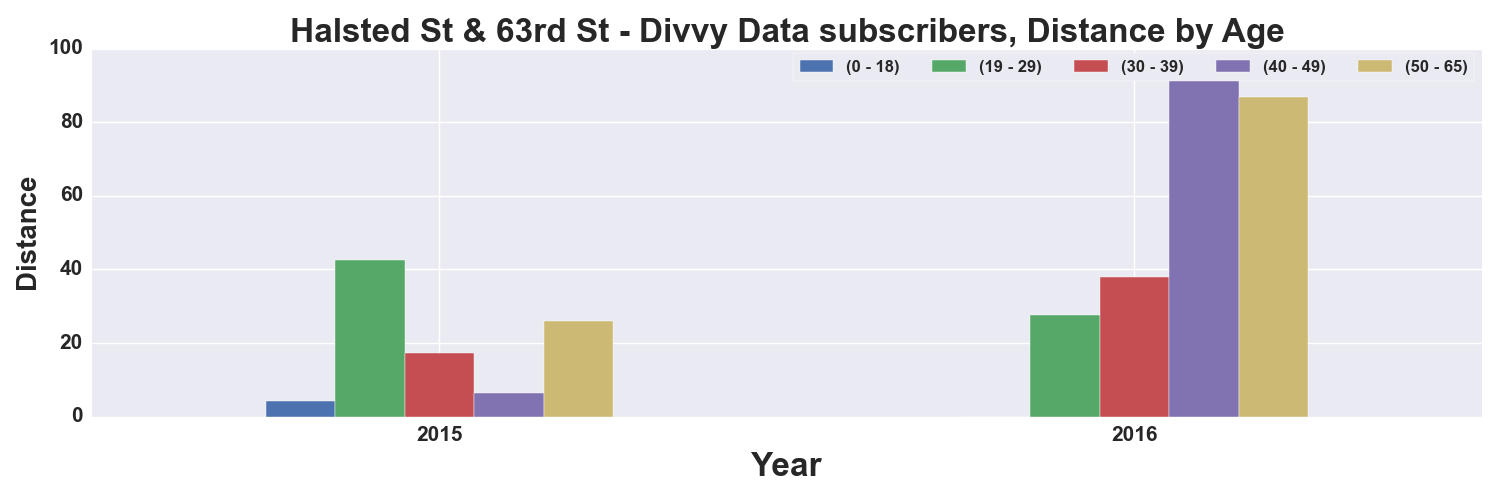 Halsted St & 63rd St - Divvy Data subscribers, Distance by Age
(0 - 18) (19 - 29) (30 - 39) (40 - 49) (50 - 65)
100
80
60
40
20
0
Distance
2015 2016
Year